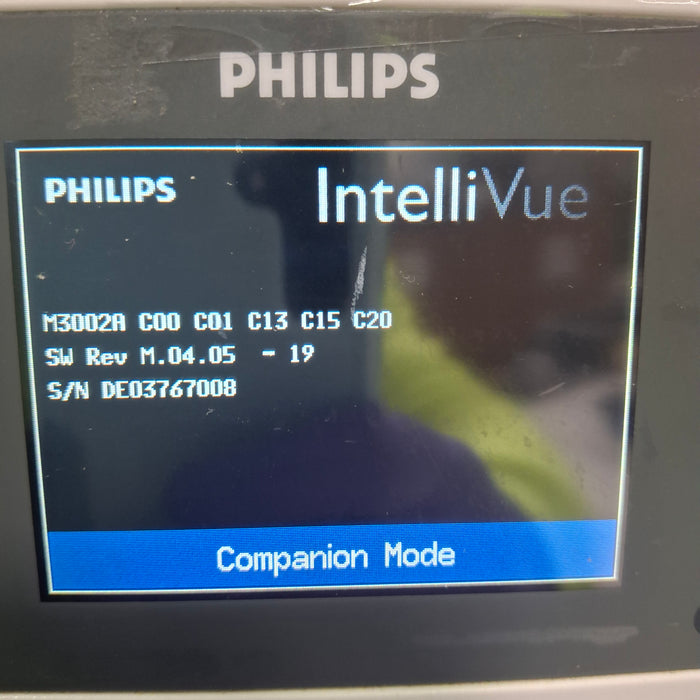 PHILIPS
PHILIPS IntelliVue
M3002A C00 C01 C13 C15 C20
SW Rev M.04.05 - 19
S/N DE03767008
Companion Mode